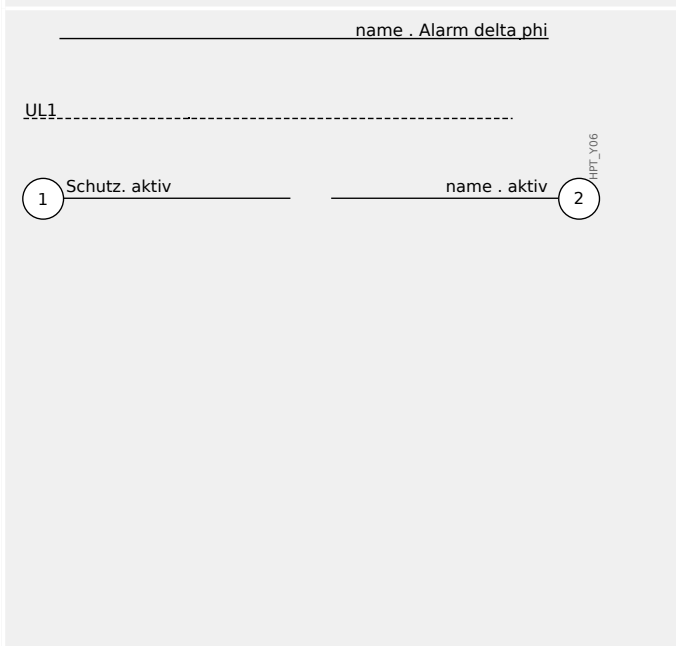 name . Alarm delta phi
UL1
HPT_Y06
1 Schutz. aktiv name . aktiv 2